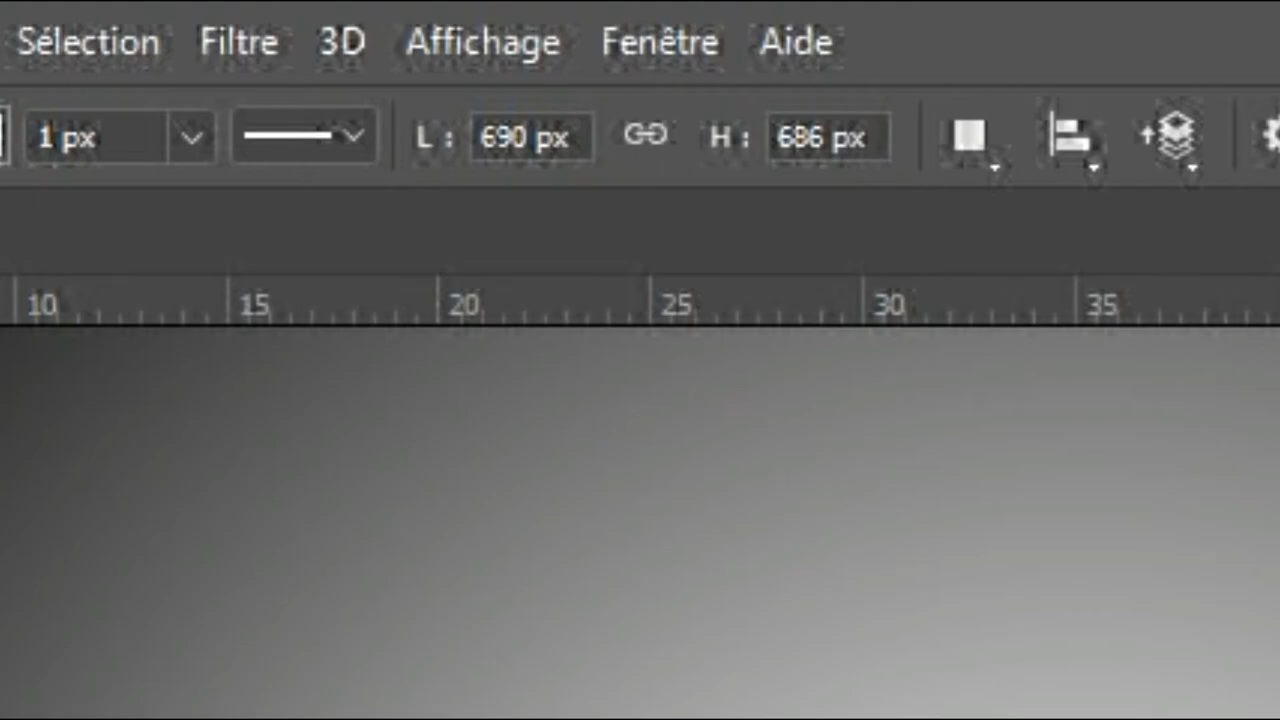 Sélection Filtre 3D Affichage Fenêtre Aide
1 px L : 690 px H : 686 px
10 15 20 25 30 35